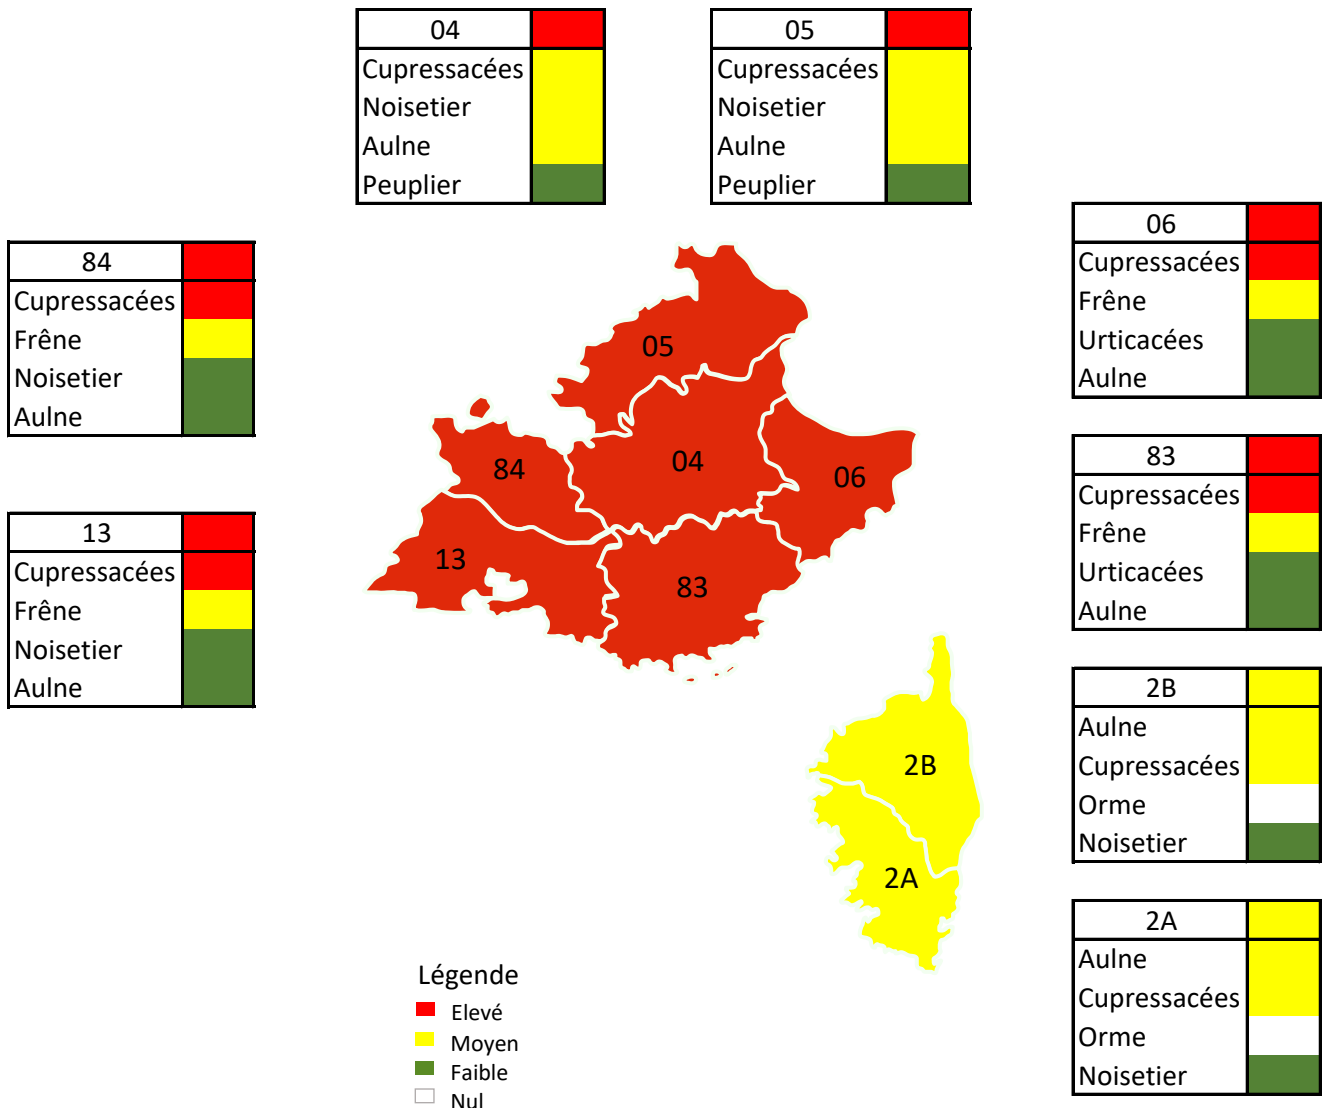 04
Cupressacées
Noisetier
Aulne
Peuplier
05
Cupressacées
Noisetier
Aulne
Peuplier
84
Cupressacées
Frêne
Noisetier
Aulne
13
Cupressacées
Frêne
Noisetier
Aulne
05
04
84
06
13
83
2B
2A
06
Cupressacées
Frêne
Urticacées
Aulne
83
Cupressacées
Frêne
Urticacées
Aulne
2B
Aulne
Cupressacées
Orme
Noisetier
2A
Aulne
Cupressacées
Orme
Noisetier
Légende
Elevé
Moyen
Faible
Nul